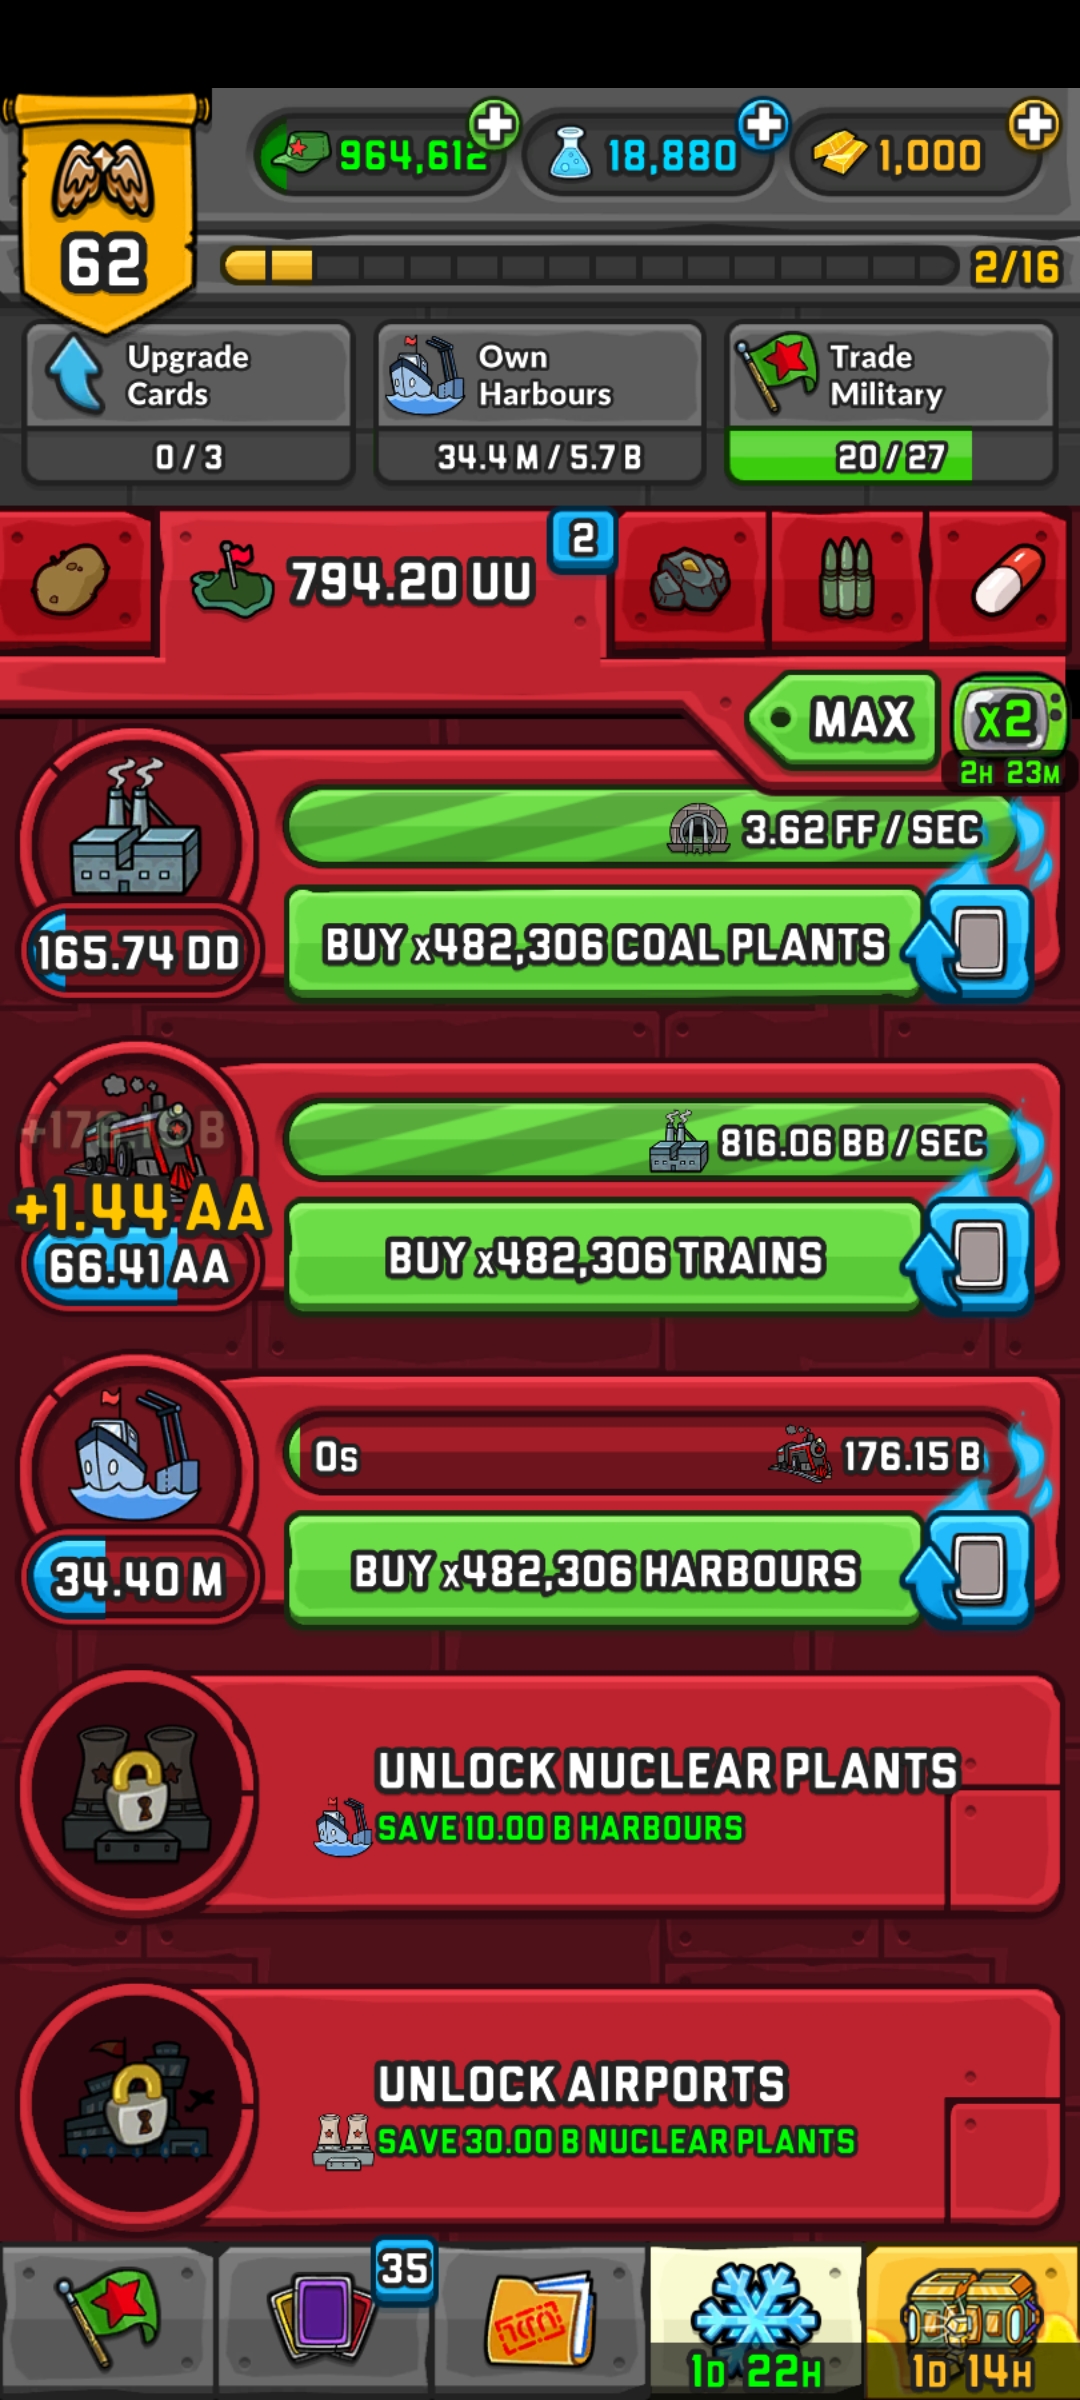 62
964,612
18,880
1,000
2/16
Upgrade
Cards
0 / 3
Own
Harbours
34.4 M / 5.7 B
Trade
Military
20 / 27
794.20 UU
2
MAX
x2
2H 23M
3.62 FF / SEC
165.74 DD
BUY x482,306 COAL PLANTS
+176.15 B
816.06 BB / SEC
+1.44 AA
66.41 AA
BUY x482,306 TRAINS
0s
176.15 B
34.40 M
BUY x482,306 HARBOURS
UNLOCK NUCLEAR PLANTS
SAVE 10.00 B HARBOURS
UNLOCK AIRPORTS
SAVE 30.00 B NUCLEAR PLANTS
35
1D 22H
1D 14H